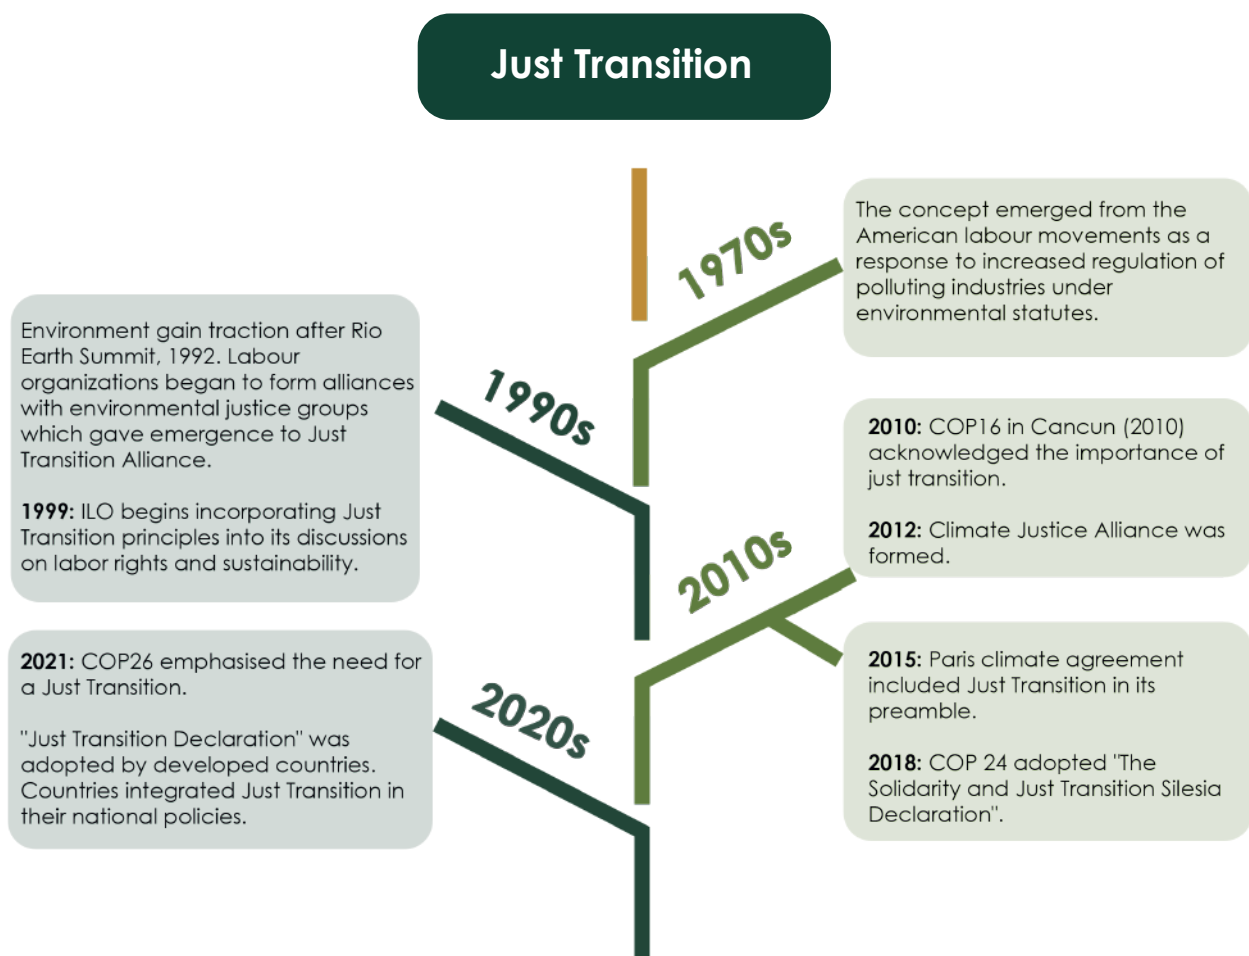 Just Transition
1970s
The concept emerged from the
American labour movements as a
response to increased regulation of
polluting industries under
environmental statutes.
1990s
Environment gain traction after Rio
Earth Summit, 1992. Labour
organizations began to form alliances
with environmental justice groups
which gave emergence to Just
Transition Alliance.
1999: ILO begins incorporating Just
Transition principles into its discussions
on labor rights and sustainability.
2010s
2010: COP16 in Cancun (2010)
acknowledged the importance of
just transition.
2012: Climate Justice Alliance was
formed.
2015: Paris climate agreement
included Just Transition in its
preamble.
2018: COP 24 adopted "The
Solidarity and Just Transition Silesia
Declaration".
2020s
2021: COP26 emphasised the need for
a Just Transition.
"Just Transition Declaration" was
adopted by developed countries.
Countries integrated Just Transition in
their national policies.